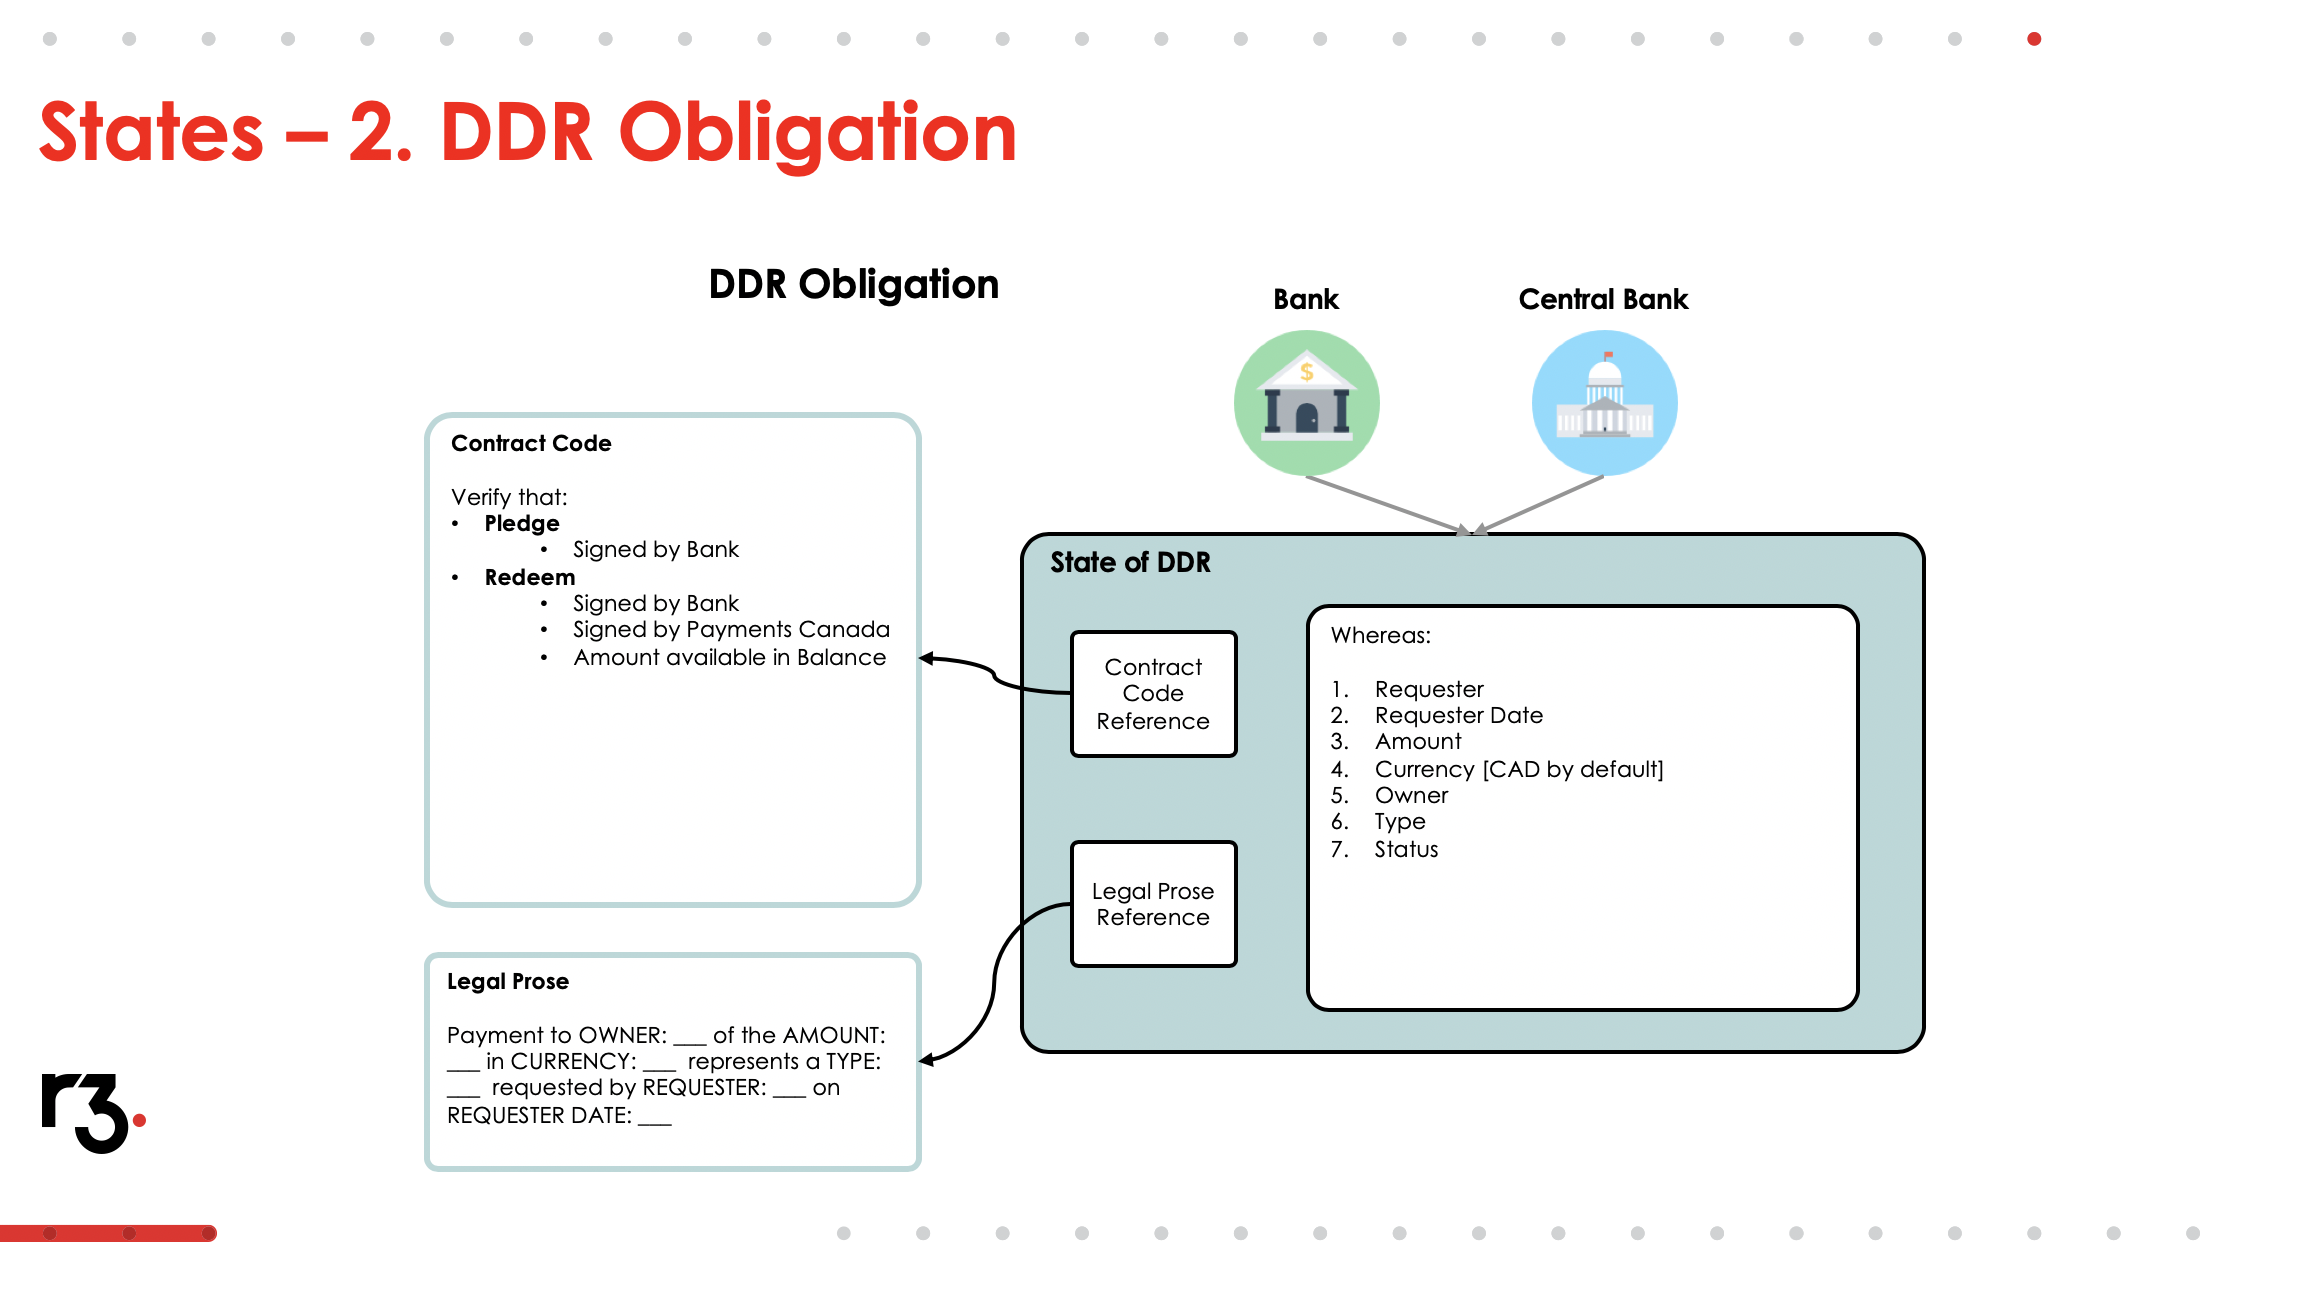 States – 2. DDR Obligation
DDR Obligation
Bank
Central Bank
$
Contract Code
Verify that:
• Pledge
• Signed by Bank
• Redeem
• Signed by Bank
• Signed by Payments Canada
• Amount available in Balance
State of DDR
Contract
Code
Reference
Legal Prose
Reference
Whereas:
1. Requester
2. Requester Date
3. Amount
4. Currency [CAD by default]
5. Owner
6. Type
7. Status
Legal Prose
Payment to OWNER: ___ of the AMOUNT:
___ in CURRENCY: ___ represents a TYPE:
___ requested by REQUESTER: ___ on
REQUESTER DATE: ___
r3.